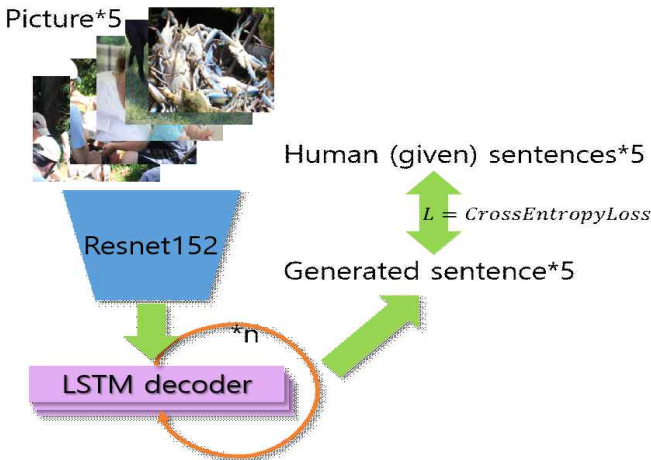 Picture*5
Human (given) sentences*5
L = CrossEntropyLoss
Resnet152
Generated sentence*5
*n
LSTM decoder